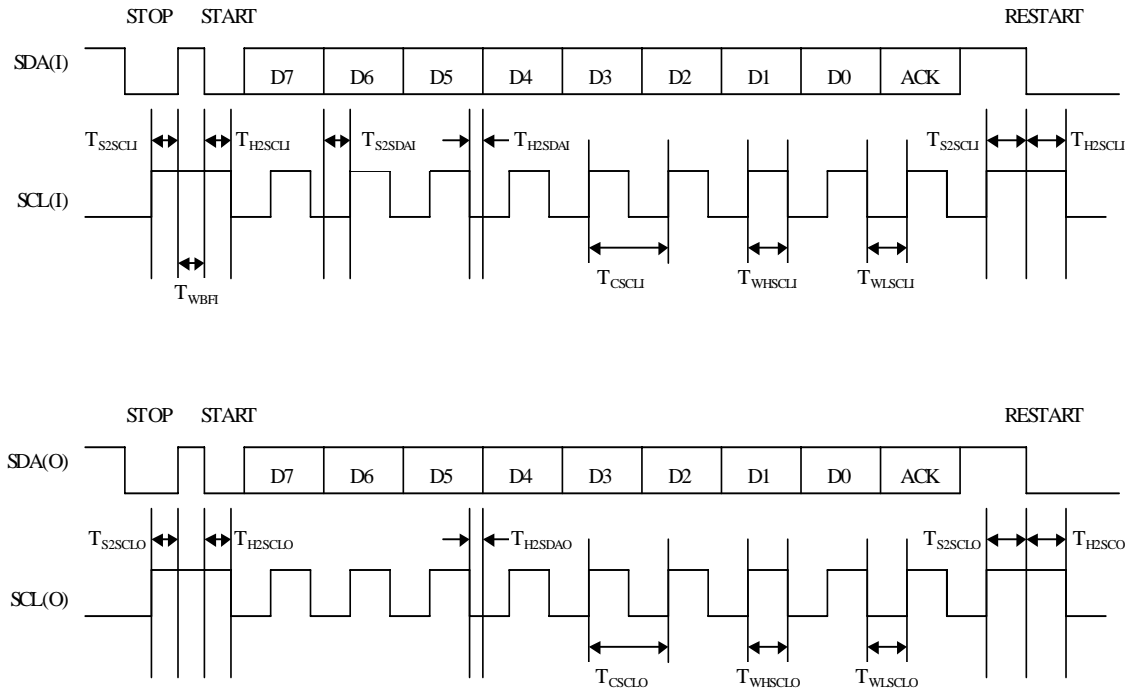 STOP START RESTART
SDA(I) D7 D6 D5 D4 D3 D2 D1 D0 ACK
TS2SCLI TH2SCLI TS2SDAI TH2SDAI TS2SCLI TH2SCLI
SCL(I)
TCSCLI TWHSCLI TWLSCLI
TWBFI
STOP START RESTART
SDA(O) D7 D6 D5 D4 D3 D2 D1 D0 ACK
TS2SCLO TH2SCLO TH2SDAO TS2SCLO TH2SCO
SCL(O)
TCSCLO TWHSCLO TWLSCLO